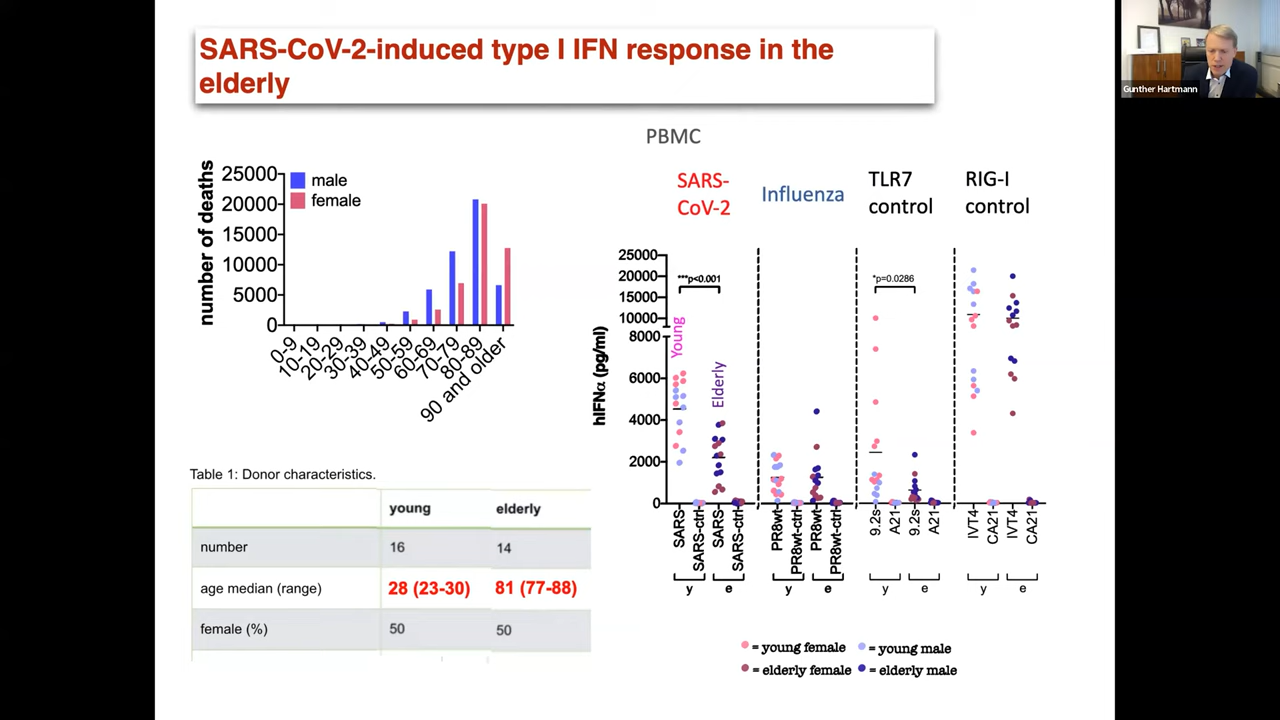 SARS-CoV-2-induced type I IFN response in the
elderly
Gunther Hartmann
number of deaths
25000
20000
15000
10000
5000
0
male
female
0-9
10-19
20-29
30-39
40-49
50-59
60-69
70-79
80-89
90 and older
Table 1: Donor characteristics.
young elderly
number 16 14
age median (range) 28 (23-30) 81 (77-88)
female (%) 50 50
PBMC
SARS-
CoV-2
Influenza
TLR7
control
RIG-I
control
hIFNα (pg/ml)
25000
20000
15000
10000
8000
6000
4000
2000
0
***p<0.001
*p=0.0286
Young
Elderly
SARS
SARS-ctrl
SARS
SARS-ctrl
PR8wt
PR8wt-ctrl
PR8wt
PR8wt-ctrl
9.2s
A21
9.2s
A21
IVT4
CA21
IVT4
CA21
y e y e y e y e
= young female = young male
= elderly female = elderly male